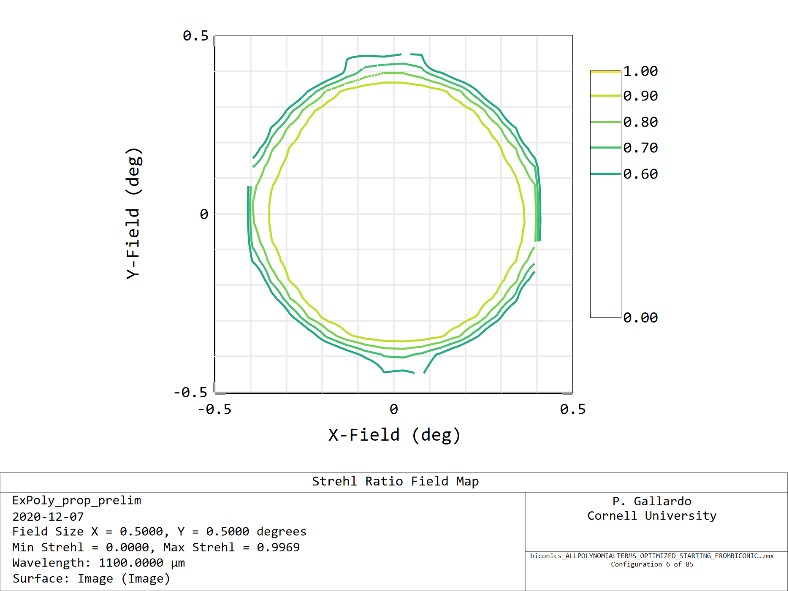 0.5
0
-0.5
Y-Field (deg)
-0.5
0
0.5
X-Field (deg)
1.00
0.90
0.80
0.70
0.60
0.00
Strehl Ratio Field Map
ExPoly_prop_prelim
2020-12-07
Field Size X = 0.5000, Y = 0.5000 degrees
Min Strehl = 0.0000, Max Strehl = 0.9969
Wavelength: 1100.0000 µm
Surface: Image (Image)
P. Gallardo
Cornell University
biconics_ALLPOLYNOMIALTERMS_OPTIMIZED_STARTING_FROMBICONIC.zmx
Configuration 6 of 85